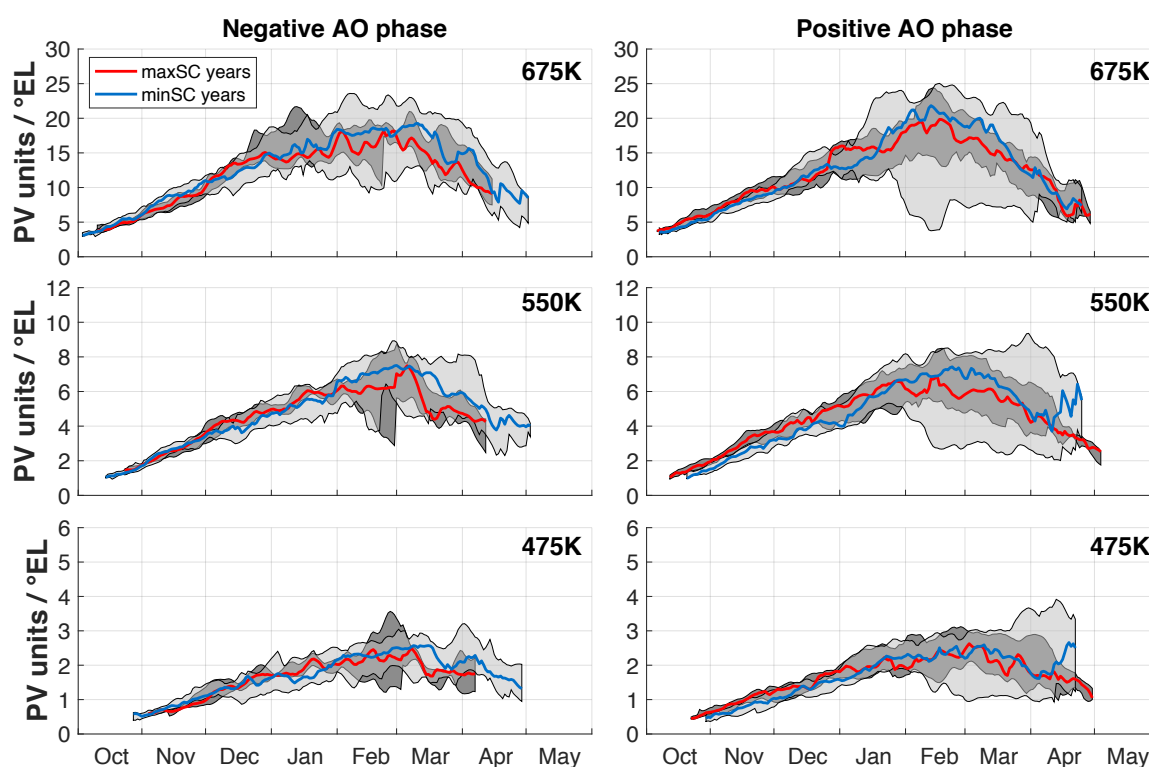 Negative AO phase
Positive AO phase
30
25
20
15
10
5
0
PV units / °EL
maxSC years
minSC years
675K
30
25
20
15
10
5
0
675K
12
10
8
6
4
2
0
PV units / °EL
550K
12
10
8
6
4
2
0
550K
6
5
4
3
2
1
0
PV units / °EL
475K
6
5
4
3
2
1
0
475K
Oct Nov Dec Jan Feb Mar Apr May
Oct Nov Dec Jan Feb Mar Apr May